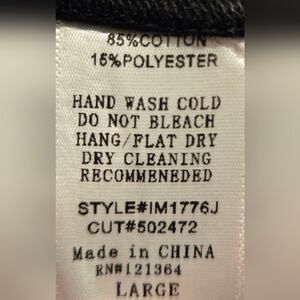 85%COTTON
15%POLYESTER
HAND WASH COLD
DO NOT BLEACH
HANG/FLAT DRY
DRY CLEANING
RECOMMENEDED
STYLE#IM1776J
CUT#502472
Made in CHINA
RN#121364
LARGE